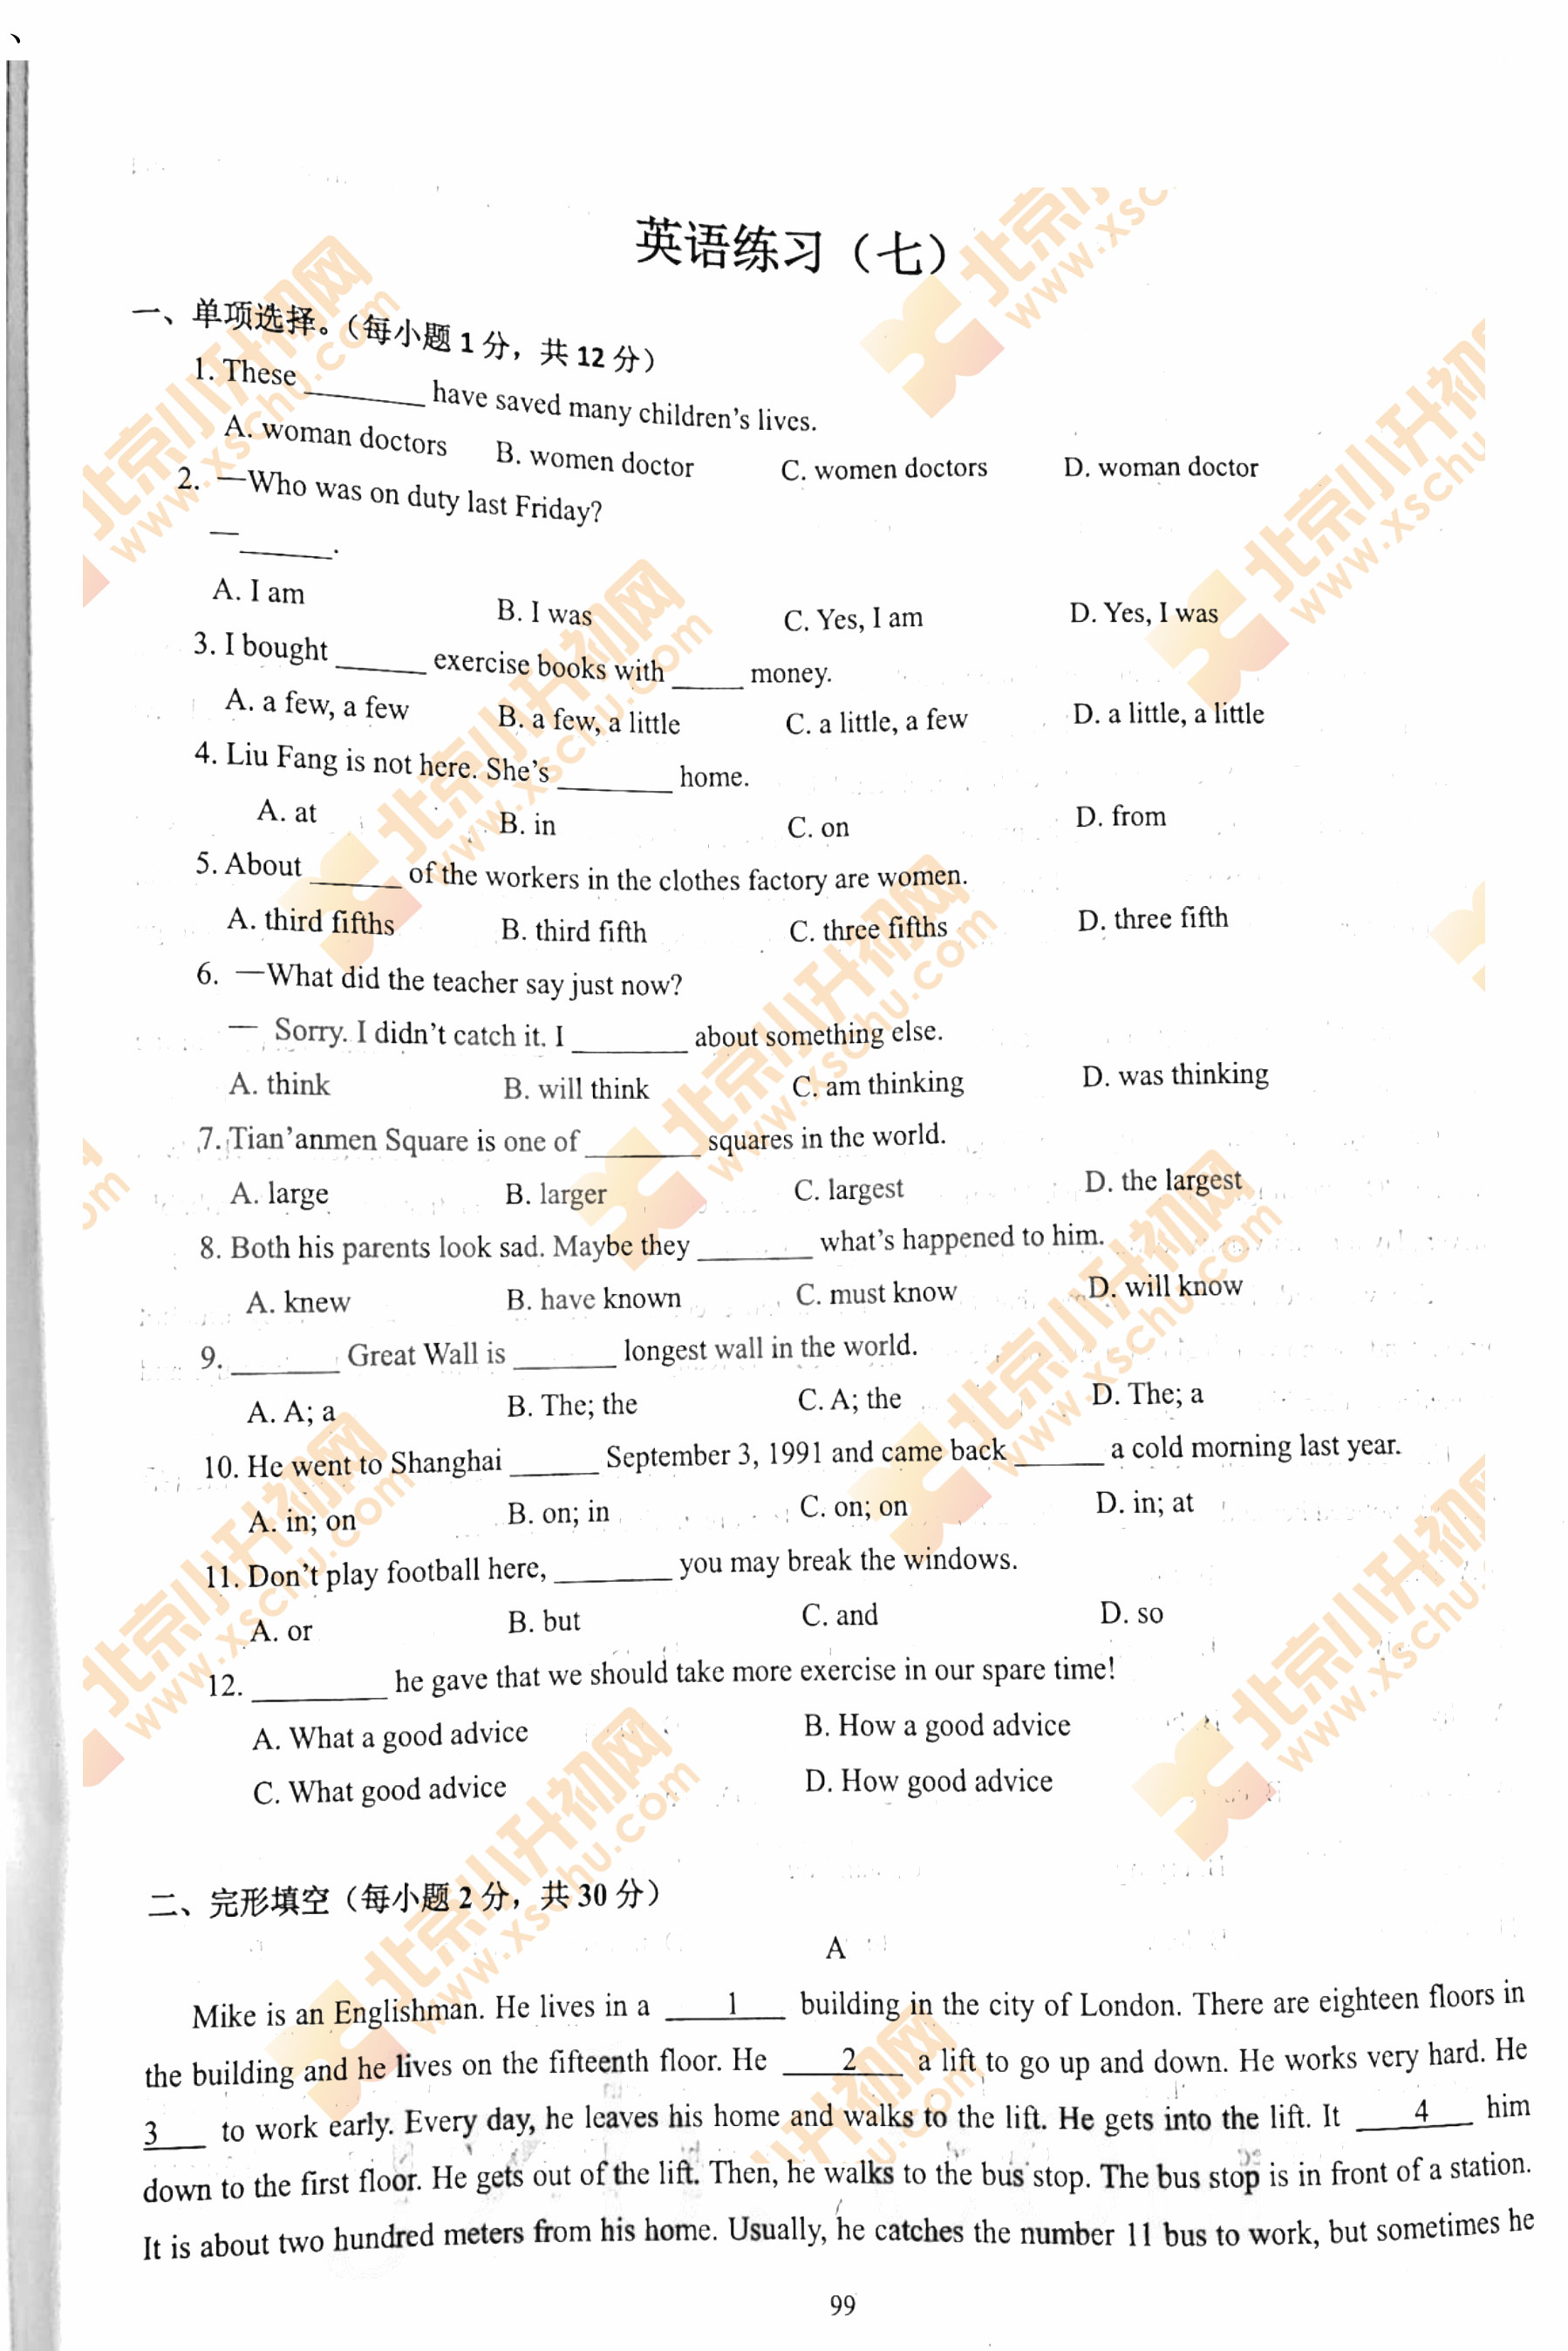 、
英语练习（七）
一、单项选择。（每小题 1 分，共 12 分）
1. These ________ have saved many children's lives.
A. woman doctors B. women doctor C. women doctors D. woman doctor
2. —Who was on duty last Friday?
—______.
A. I am B. I was C. Yes, I am D. Yes, I was
3. I bought ______ exercise books with _____ money.
A. a few, a few B. a few, a little C. a little, a few D. a little, a little
4. Liu Fang is not here. She's ________ home.
A. at B. in C. on D. from
5. About ______ of the workers in the clothes factory are women.
A. third fifths B. third fifth C. three fifths D. three fifth
6. —What did the teacher say just now?
— Sorry. I didn't catch it. I ________ about something else.
A. think B. will think C. am thinking D. was thinking
7. Tian'anmen Square is one of ________ squares in the world.
A. large B. larger C. largest D. the largest
8. Both his parents look sad. Maybe they ________ what's happened to him.
A. knew B. have known C. must know D. will know
9. _______ Great Wall is _______ longest wall in the world.
A. A; a B. The; the C. A; the D. The; a
10. He went to Shanghai ______ September 3, 1991 and came back ______ a cold morning last year.
A. in; on B. on; in C. on; on D. in; at
11. Don't play football here, ________ you may break the windows.
A. or B. but C. and D. so
12. _________ he gave that we should take more exercise in our spare time!
A. What a good advice B. How a good advice
C. What good advice D. How good advice
二、完形填空（每小题 2 分，共 30 分）
A
Mike is an Englishman. He lives in a ___1___ building in the city of London. There are eighteen floors in
the building and he lives on the fifteenth floor. He ___2___ a lift to go up and down. He works very hard. He
3___ to work early. Every day, he leaves his home and walks to the lift. He gets into the lift. It ___4___ him
down to the first floor. He gets out of the lift. Then, he walks to the bus stop. The bus stop is in front of a station.
It is about two hundred meters from his home. Usually, he catches the number 11 bus to work, but sometimes he
99
北京小升初网
www.xschu.com